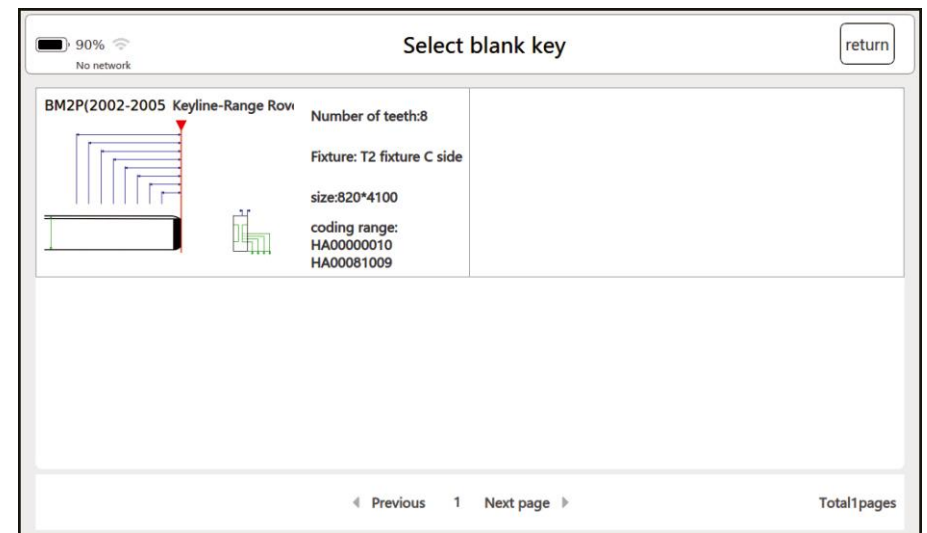 90%
No network
Select blank key
return
BM2P(2002-2005 Keyline-Range Rov
Number of teeth:8
Fixture: T2 fixture C side
size:820*4100
coding range:
HA00000010
HA00081009
Previous 1 Next page
Total1pages